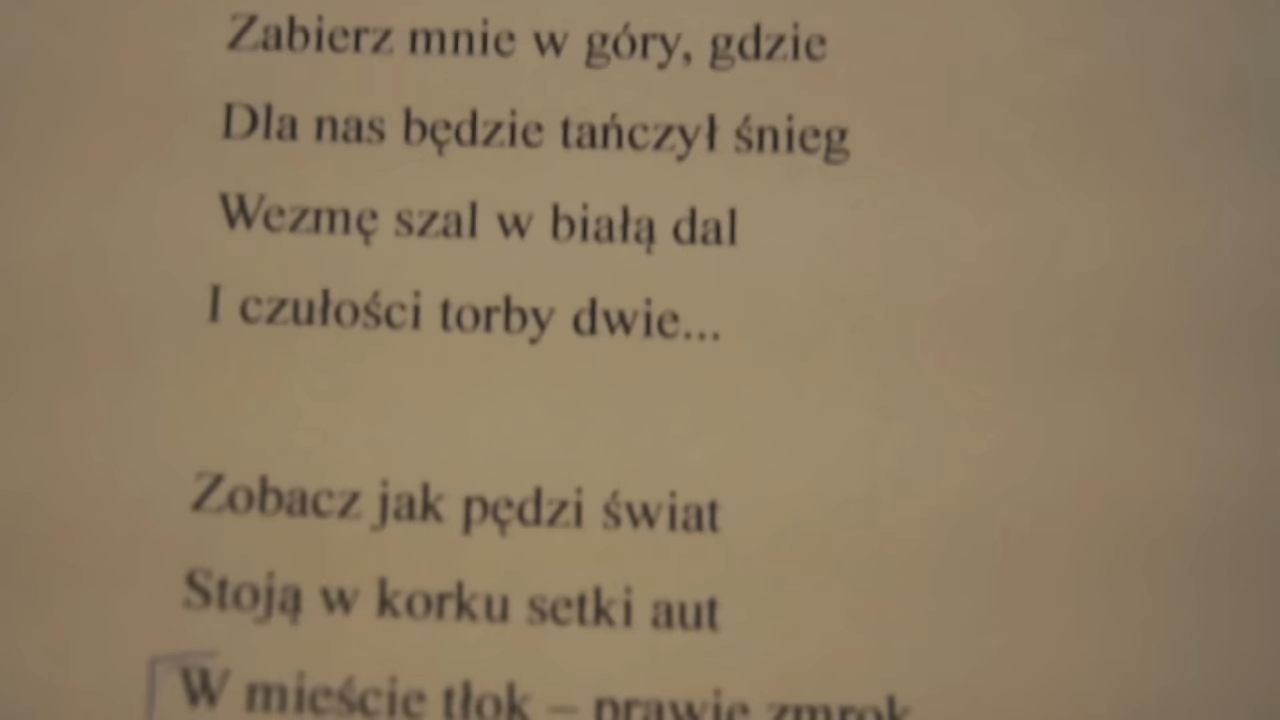 Zabierz mnie w góry, gdzie
Dla nas będzie tańczył śnieg
Wezmę szal w białą dal
I czułości torby dwie...
Zobacz jak pędzi świat
Stoją w korku setki aut
W mieście tłok – prawie zmrok